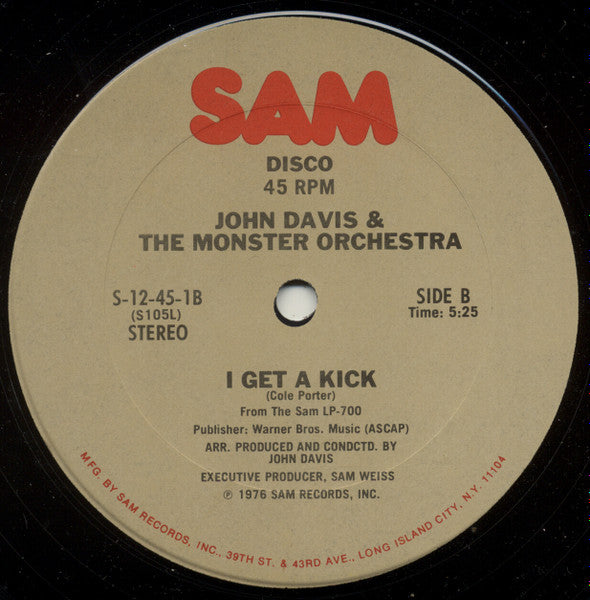 SAM
DISCO
45 RPM
JOHN DAVIS &
THE MONSTER ORCHESTRA
S-12-45-1B
(S105L)
STEREO
SIDE B
Time: 5:25
I GET A KICK
(Cole Porter)
From The Sam LP-700
Publisher: Warner Bros. Music (ASCAP)
ARR. PRODUCED AND CONDCTD. BY
JOHN DAVIS
EXECUTIVE PRODUCER, SAM WEISS
℗ 1976 SAM RECORDS, INC.
MFG. BY SAM RECORDS, INC., 39TH ST. & 43RD AVE., LONG ISLAND CITY, N.Y. 11104